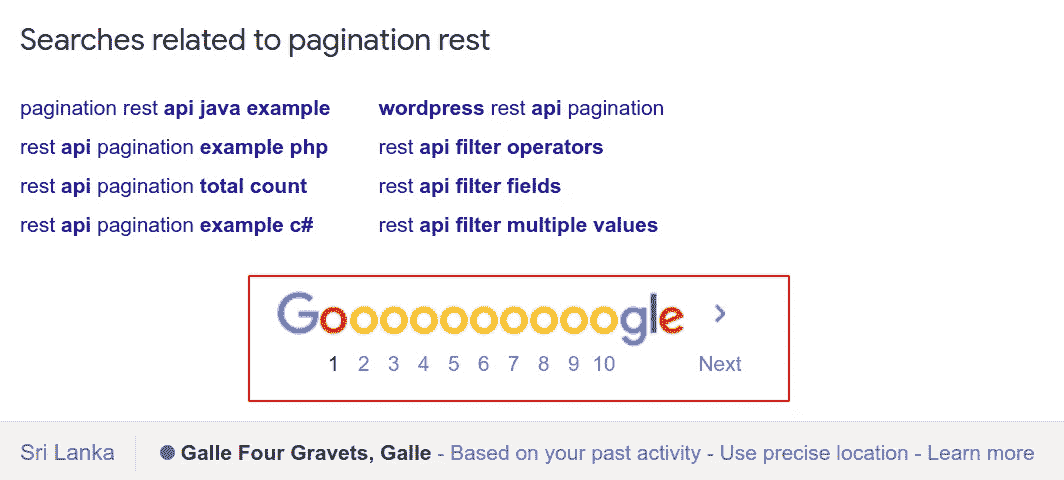 Searches related to pagination rest
pagination rest api java example
rest api pagination example php
rest api pagination total count
rest api pagination example c#
wordpress rest api pagination
rest api filter operators
rest api filter fields
rest api filter multiple values
Goooooooooogle >
1 2 3 4 5 6 7 8 9 10 Next
Sri Lanka Galle Four Gravets, Galle - Based on your past activity - Use precise location - Learn more